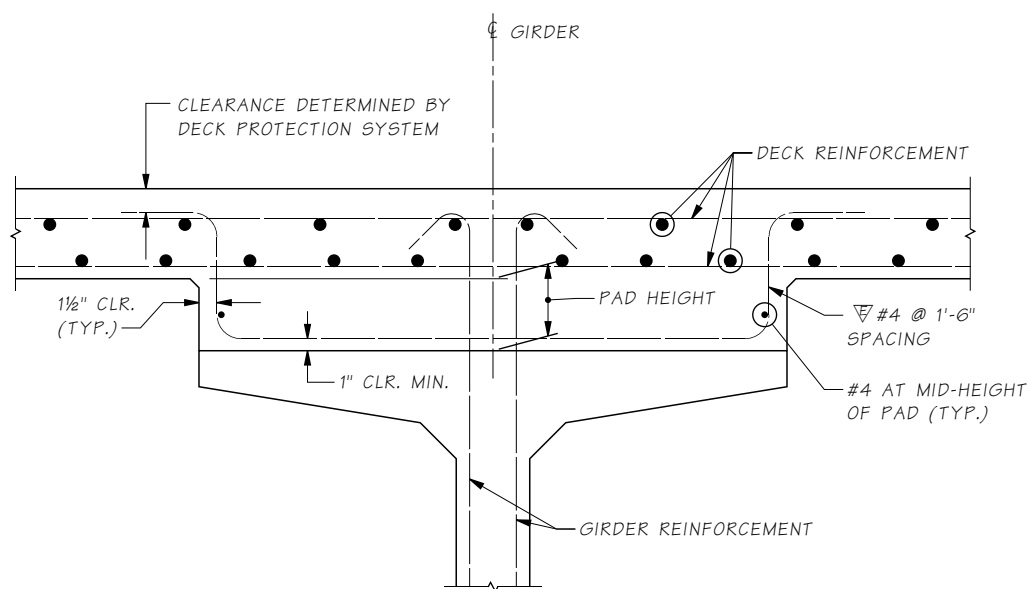 ℄ GIRDER
CLEARANCE DETERMINED BY
DECK PROTECTION SYSTEM
DECK REINFORCEMENT
1½" CLR.
(TYP.)
PAD HEIGHT
E #4 @ 1'-6"
SPACING
1" CLR. MIN.
#4 AT MID-HEIGHT
OF PAD (TYP.)
GIRDER REINFORCEMENT